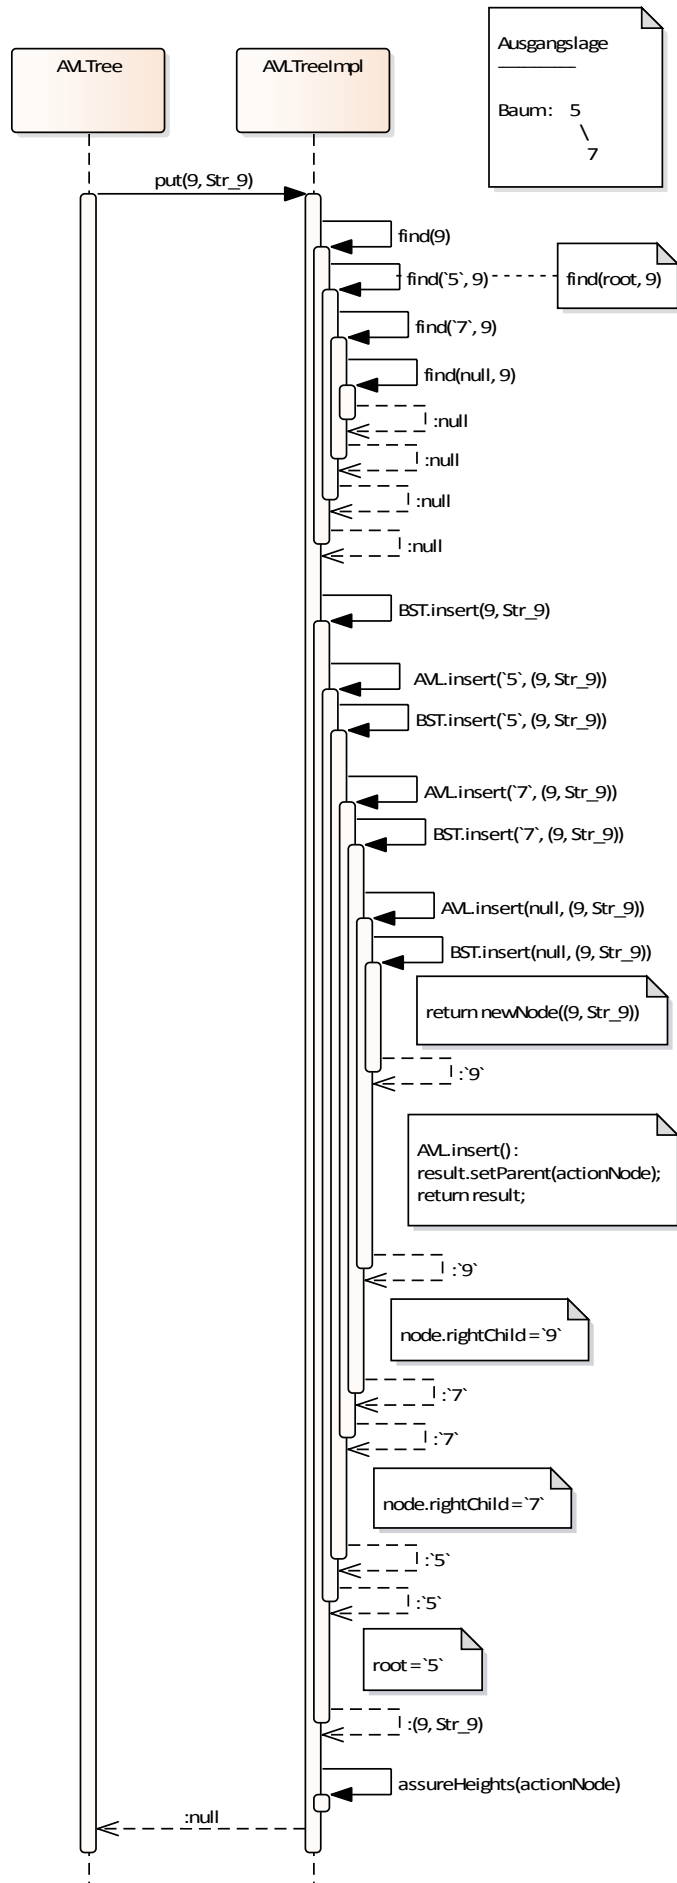 AVLTree
AVLTreeImpl
Ausgangslage
Baum: 5
\
7
put(9, Str_9)
find(9)
find(`5`, 9)
find(root, 9)
find(`7`, 9)
find(null, 9)
:null
:null
:null
:null
BST.insert(9, Str_9)
AVL.insert(`5`, (9, Str_9))
BST.insert(`5`, (9, Str_9))
AVL.insert(`7`, (9, Str_9))
BST.insert(`7`, (9, Str_9))
AVL.insert(null, (9, Str_9))
BST.insert(null, (9, Str_9))
return newNode((9, Str_9))
:`9`
AVL.insert() :
result.setParent(actionNode);
return result;
:`9`
node.rightChild = `9`
:`7`
:`7`
node.rightChild = `7`
:`5`
:`5`
root = `5`
:(9, Str_9)
assureHeights(actionNode)
:null